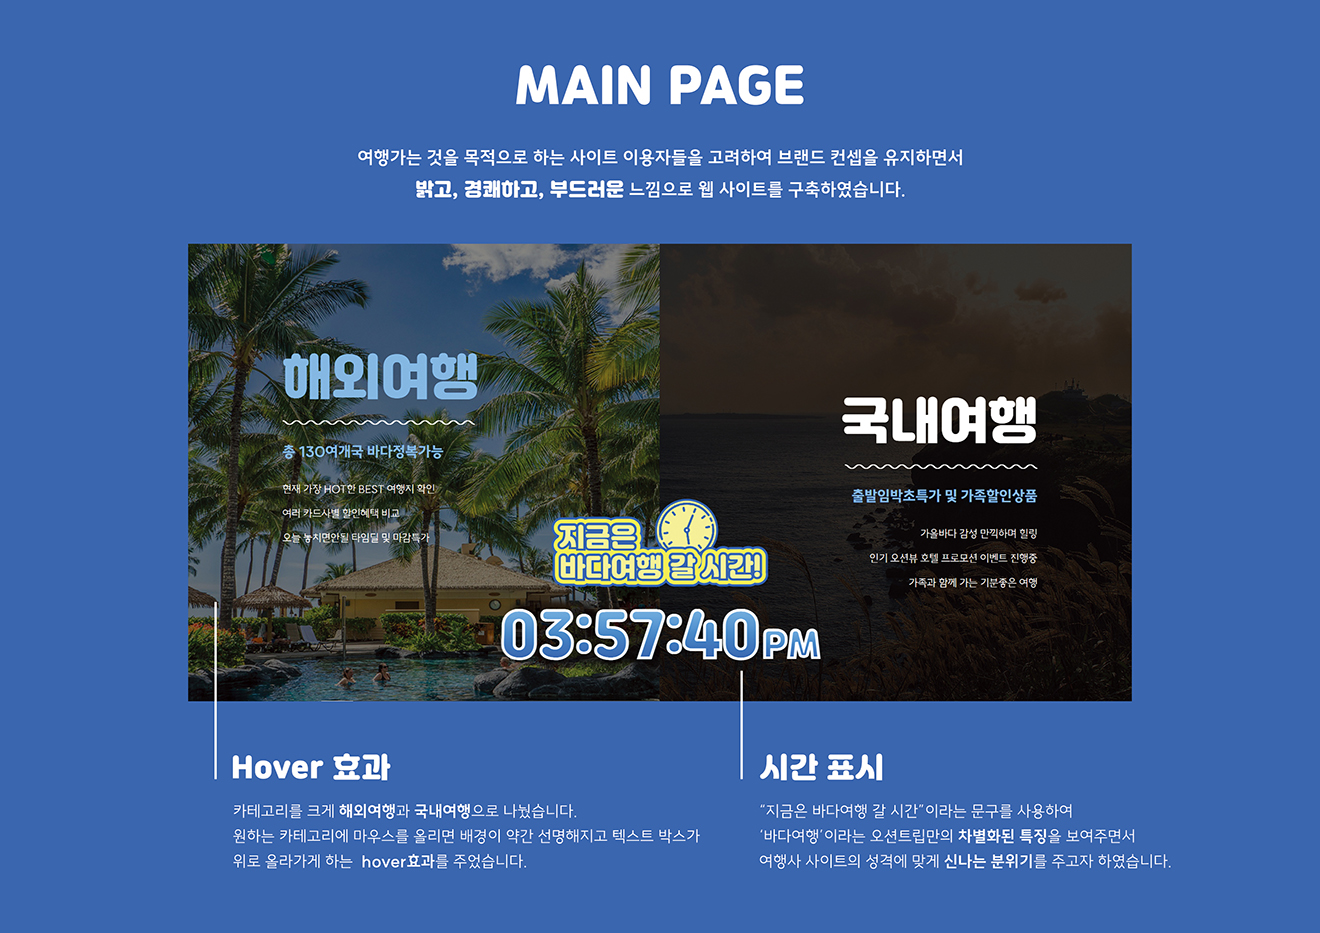 MAIN PAGE
여행가는 것을 목적으로 하는 사이트 이용자들을 고려하여 브랜드 컨셉을 유지하면서
밝고, 경쾌하고, 부드러운 느낌으로 웹 사이트를 구축하였습니다.
해외여행
총 130여개국 바다정복가능
현재 가장 HOT한 BEST 여행지 확인
여러 카드사별 할인혜택 비교
오늘 놓치면안될 타임딜 및 마감특가
국내여행
출발임박초특가 및 가족할인상품
가을바다 감성 만끽하며 힐링
인기 오션뷰 호텔 프로모션 이벤트 진행중
가족과 함께 가는 기분좋은 여행
지금은
바다여행 갈 시간!
03:57:40PM
Hover 효과
카테고리를 크게 해외여행과 국내여행으로 나눴습니다.
원하는 카테고리에 마우스를 올리면 배경이 약간 선명해지고 텍스트 박스가
위로 올라가게 하는 hover효과를 주었습니다.
시간 표시
“지금은 바다여행 갈 시간”이라는 문구를 사용하여
‘바다여행’이라는 오션트립만의 차별화된 특징을 보여주면서
여행사 사이트의 성격에 맞게 신나는 분위기를 주고자 하였습니다.